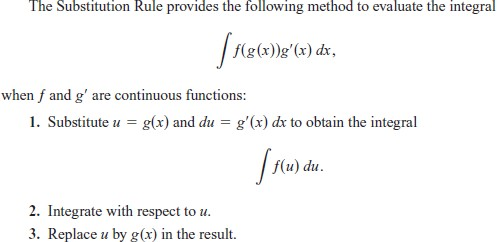 The Substitution Rule provides the following method to evaluate the integral
∫ f(g(x))g′(x) dx,
when f and g′ are continuous functions:
1. Substitute u = g(x) and du = g′(x) dx to obtain the integral
∫ f(u) du.
2. Integrate with respect to u.
3. Replace u by g(x) in the result.